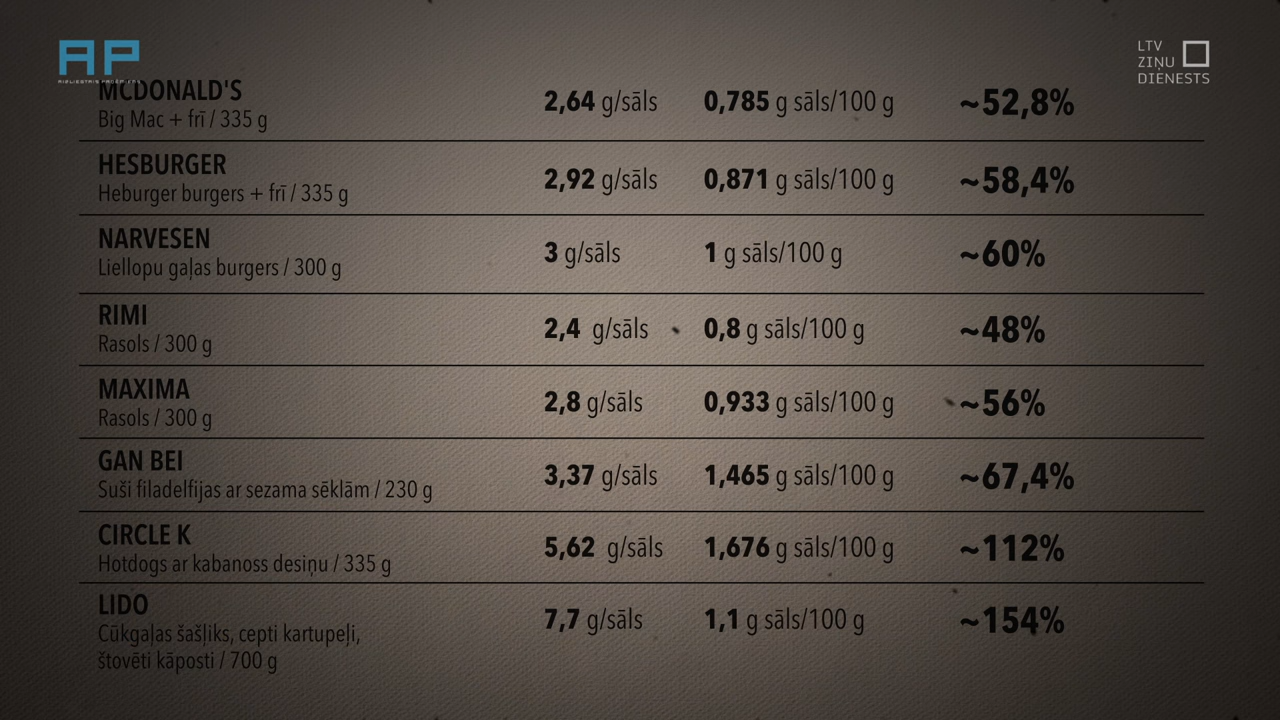 AP
LTV
ZIŅU
DIENESTS
MCDONALD'S
Big Mac + frī / 335 g
2,64 g/sāls 0,785 g sāls/100 g ~52,8%
HESBURGER
Heburger burgers + frī / 335 g
2,92 g/sāls 0,871 g sāls/100 g ~58,4%
NARVESEN
Liellopu gaļas burgers / 300 g
3 g/sāls 1 g sāls/100 g ~60%
RIMI
Rasols / 300 g
2,4 g/sāls 0,8 g sāls/100 g ~48%
MAXIMA
Rasols / 300 g
2,8 g/sāls 0,933 g sāls/100 g ~56%
GAN BEI
Suši filadelfijas ar sezama sēklām / 230 g
3,37 g/sāls 1,465 g sāls/100 g ~67,4%
CIRCLE K
Hotdogs ar kabanoss desiņu / 335 g
5,62 g/sāls 1,676 g sāls/100 g ~112%
LIDO
Cūkgaļas šašļiks, cepti kartupeļi,
štovēti kāposti / 700 g
7,7 g/sāls 1,1 g sāls/100 g ~154%